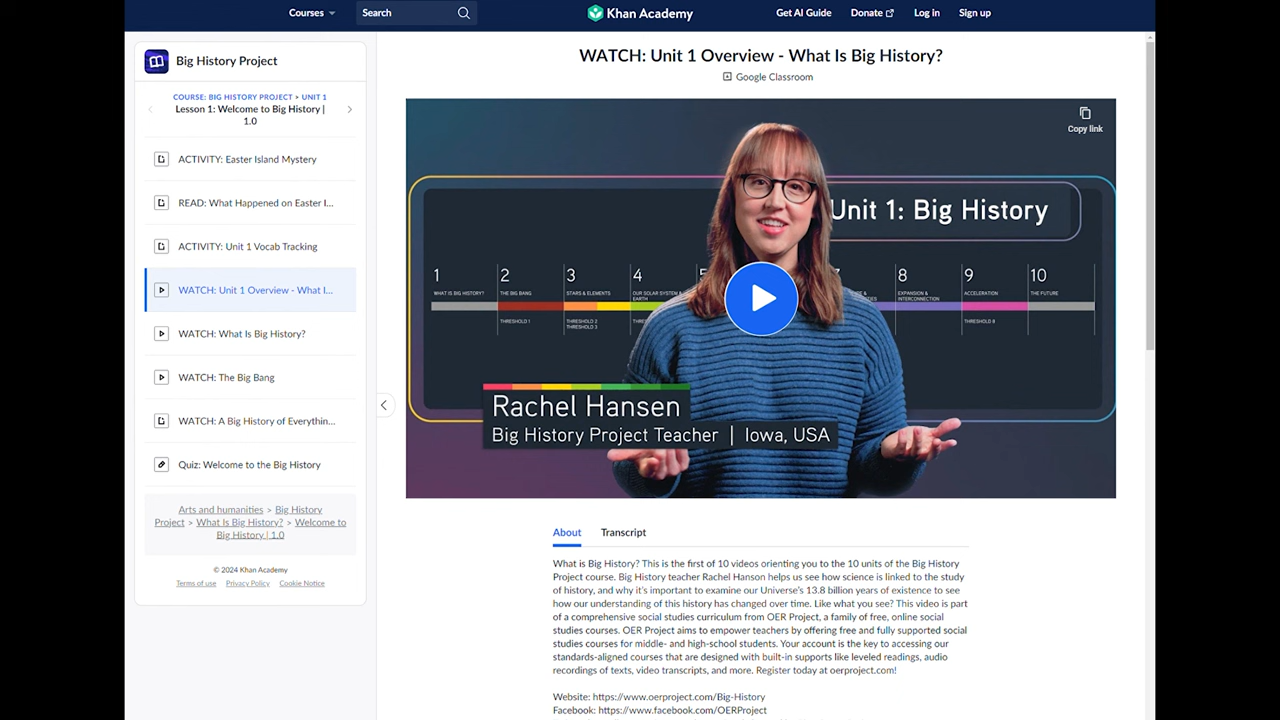 Courses
Search
Khan Academy
Get AI Guide
Donate
Log in
Sign up
Big History Project
COURSE: BIG HISTORY PROJECT > UNIT 1
Lesson 1: Welcome to Big History |
1.0
ACTIVITY: Easter Island Mystery
READ: What Happened on Easter I...
ACTIVITY: Unit 1 Vocab Tracking
WATCH: Unit 1 Overview - What I...
WATCH: What Is Big History?
WATCH: The Big Bang
WATCH: A Big History of Everythin...
Quiz: Welcome to the Big History
Arts and humanities > Big History
Project > What Is Big History? > Welcome to
Big History | 1.0
© 2024 Khan Academy
Terms of use Privacy Policy Cookie Notice
WATCH: Unit 1 Overview - What Is Big History?
Google Classroom
Copy link
Unit 1: Big History
1 2 3 4 5 7 8 9 10
WHAT IS BIG HISTORY? THE BIG BANG STARS & ELEMENTS OUR SOLAR SYSTEM & EXPANSION & ACCELERATION THE FUTURE
EARTH INTERCONNECTION
THRESHOLD 1 THRESHOLD 2 THRESHOLD 8
THRESHOLD 3
Rachel Hansen
Big History Project Teacher | Iowa, USA
About Transcript
What is Big History? This is the first of 10 videos orienting you to the 10 units of the Big History
Project course. Big History teacher Rachel Hanson helps us see how science is linked to the study
of history, and why it's important to examine our Universe's 13.8 billion years of existence to see
how our understanding of this history has changed over time. Like what you see? This video is part
of a comprehensive social studies curriculum from OER Project, a family of free, online social
studies courses. OER Project aims to empower teachers by offering free and fully supported social
studies courses for middle- and high-school students. Your account is the key to accessing our
standards-aligned courses that are designed with built-in supports like leveled readings, audio
recordings of texts, video transcripts, and more. Register today at oerproject.com!
Website: https://www.oerproject.com/Big-History
Facebook: https://www.facebook.com/OERProject